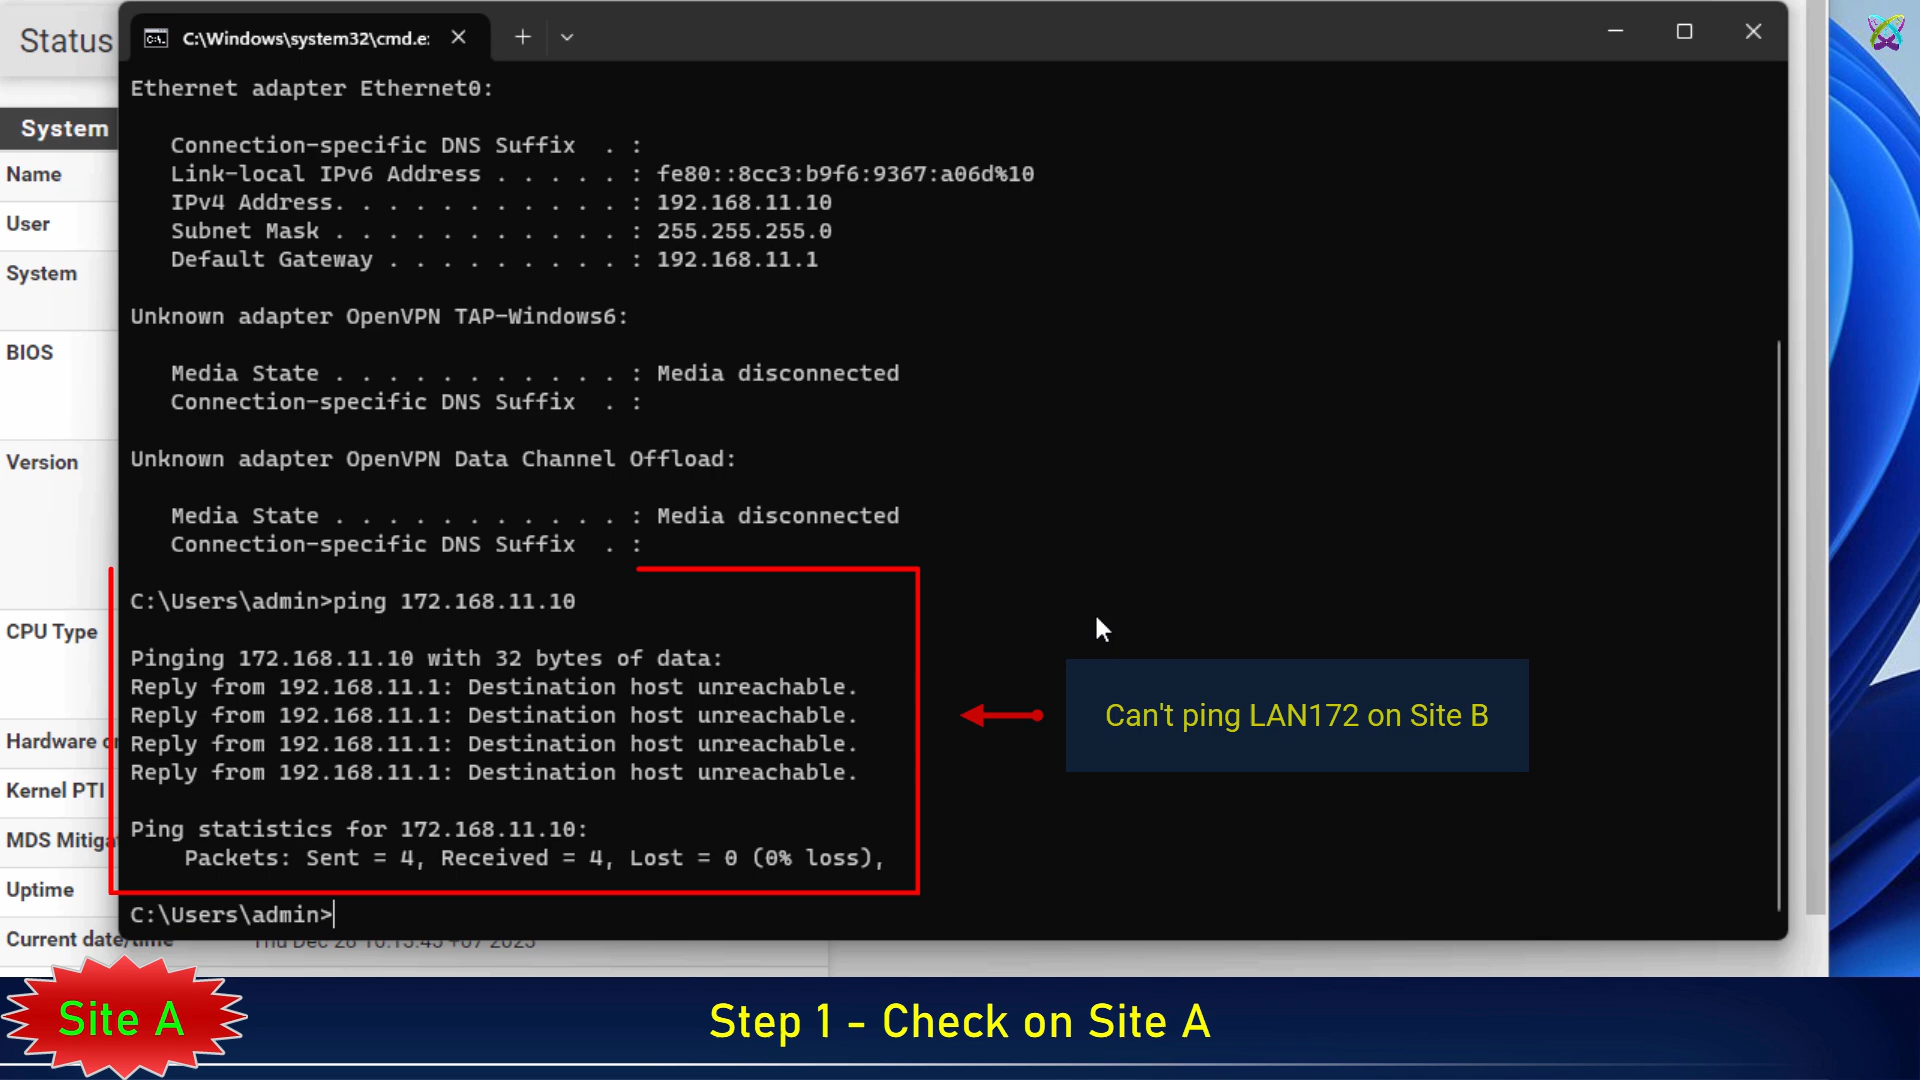 Status
C:\Windows\system32\cmd.e:
Ethernet adapter Ethernet0:
Connection-specific DNS Suffix . :
Link-local IPv6 Address . . . . . : fe80::8cc3:b9f6:9367:a06d%10
IPv4 Address. . . . . . . . . . . : 192.168.11.10
Subnet Mask . . . . . . . . . . . : 255.255.255.0
Default Gateway . . . . . . . . . : 192.168.11.1
Unknown adapter OpenVPN TAP-Windows6:
Media State . . . . . . . . . . . : Media disconnected
Connection-specific DNS Suffix . :
Unknown adapter OpenVPN Data Channel Offload:
Media State . . . . . . . . . . . : Media disconnected
Connection-specific DNS Suffix . :
C:\Users\admin>ping 172.168.11.10
Pinging 172.168.11.10 with 32 bytes of data:
Reply from 192.168.11.1: Destination host unreachable.
Reply from 192.168.11.1: Destination host unreachable.
Reply from 192.168.11.1: Destination host unreachable.
Reply from 192.168.11.1: Destination host unreachable.
Ping statistics for 172.168.11.10:
Packets: Sent = 4, Received = 4, Lost = 0 (0% loss),
C:\Users\admin>
System
Name
User
System
BIOS
Version
CPU Type
Hardware
Kernel PTI
MDS
Uptime
Current date/time
Can't ping LAN172 on Site B
Site A
Step 1 - Check on Site A